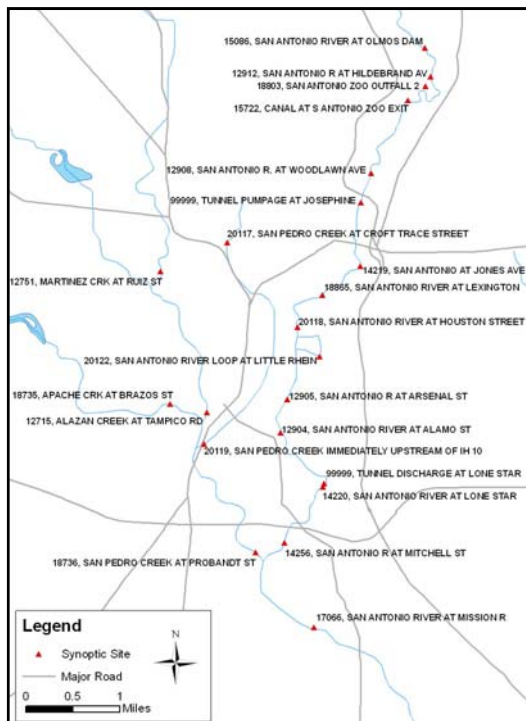 15086, SAN ANTONIO RIVER AT OLMOS DAM
12912, SAN ANTONIO R AT HILDEBRAND AV
18803, SAN ANTONIO ZOO OUTFALL 2
15722, CANAL AT S ANTONIO ZOO EXIT
12908, SAN ANTONIO R. AT WOODLAWN AVE
99999, TUNNEL PUMPAGE AT JOSEPHINE
20117, SAN PEDRO CREEK AT CROFT TRACE STREET
14219, SAN ANTONIO AT JONES AVE
12751, MARTINEZ CRK AT RUIZ ST
18865, SAN ANTONIO RIVER AT LEXINGTON
20118, SAN ANTONIO RIVER AT HOUSTON STREET
20122, SAN ANTONIO RIVER LOOP AT LITTLE RHEIN
18735, APACHE CRK AT BRAZOS ST
12905, SAN ANTONIO R AT ARSENAL ST
12715, ALAZAN CREEK AT TAMPICO RD
12904, SAN ANTONIO RIVER AT ALAMO ST
20119, SAN PEDRO CREEK IMMEDIATELY UPSTREAM OF IH 10
99999, TUNNEL DISCHARGE AT LONE STAR
14220, SAN ANTONIO RIVER AT LONE STAR
14256, SAN ANTONIO R AT MITCHELL ST
18736, SAN PEDRO CREEK AT PROBANDT ST
17066, SAN ANTONIO RIVER AT MISSION R
Legend
N
Synoptic Site
Major Road
0 0.5 1
Miles